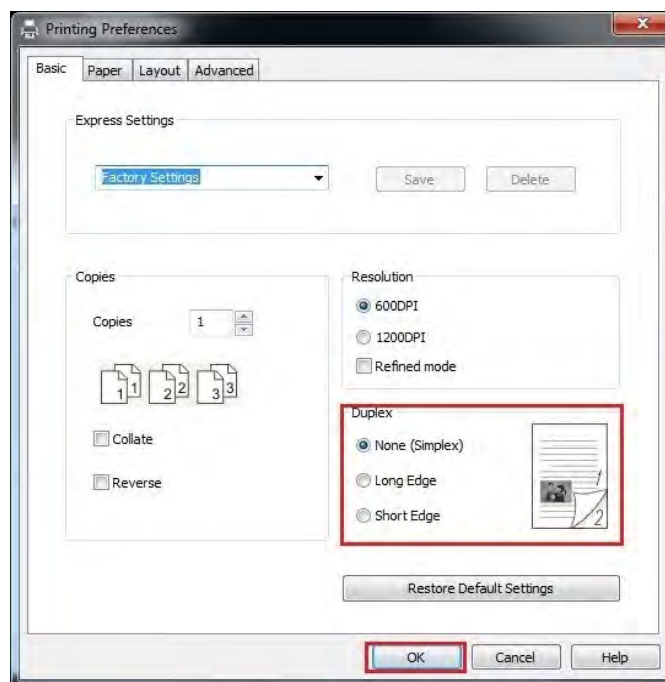 Printing Preferences
Basic Paper Layout Advanced
Express Settings
Factory Settings Save Delete
Copies
Copies 1
1 1 2 2 3 3
Collate
Reverse
Resolution
600DPI
1200DPI
Refined mode
Duplex
None (Simplex)
Long Edge
Short Edge
1
2
Restore Default Settings
OK Cancel Help